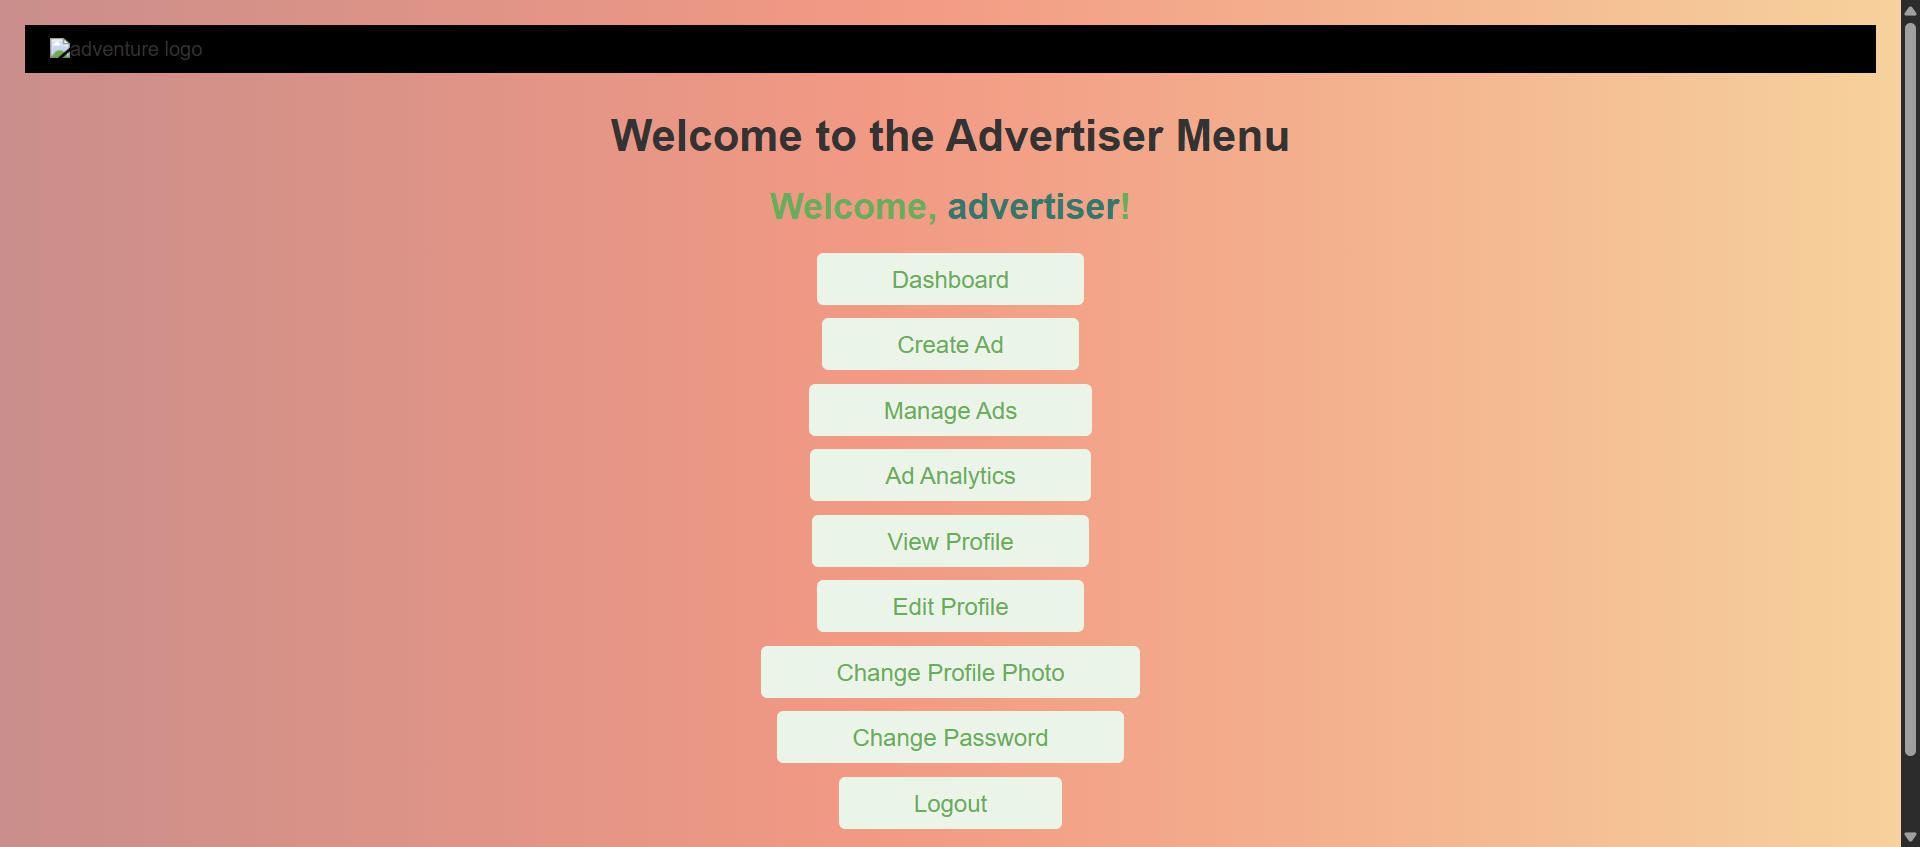 adventure logo
Welcome to the Advertiser Menu
Welcome, advertiser!
Dashboard
Create Ad
Manage Ads
Ad Analytics
View Profile
Edit Profile
Change Profile Photo
Change Password
Logout